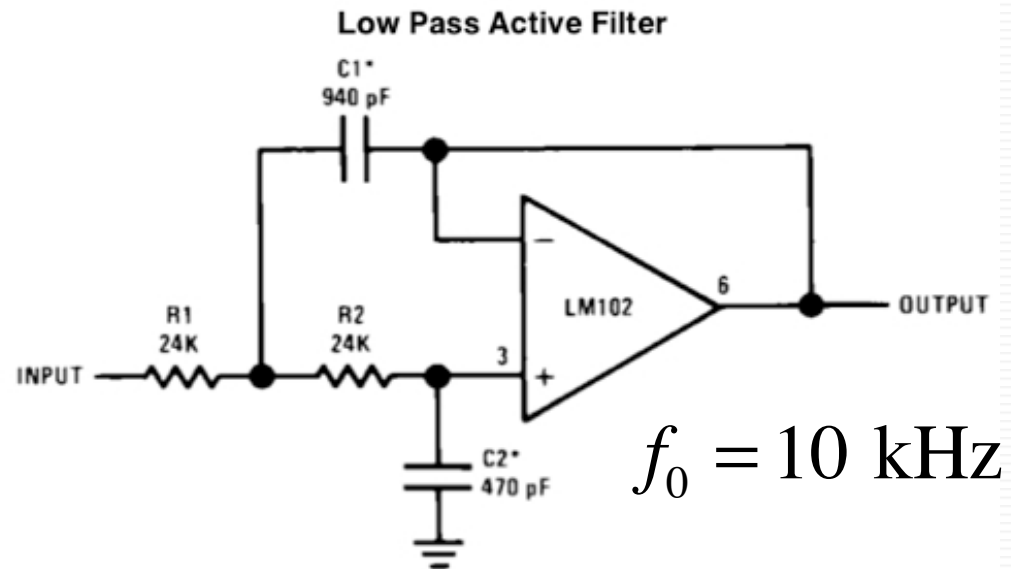 Low Pass Active Filter
C1*
940 pF
R1
24K
R2
24K
INPUT
3
−
+
LM102
6
OUTPUT
C2*
470 pF
f₀ = 10 kHz